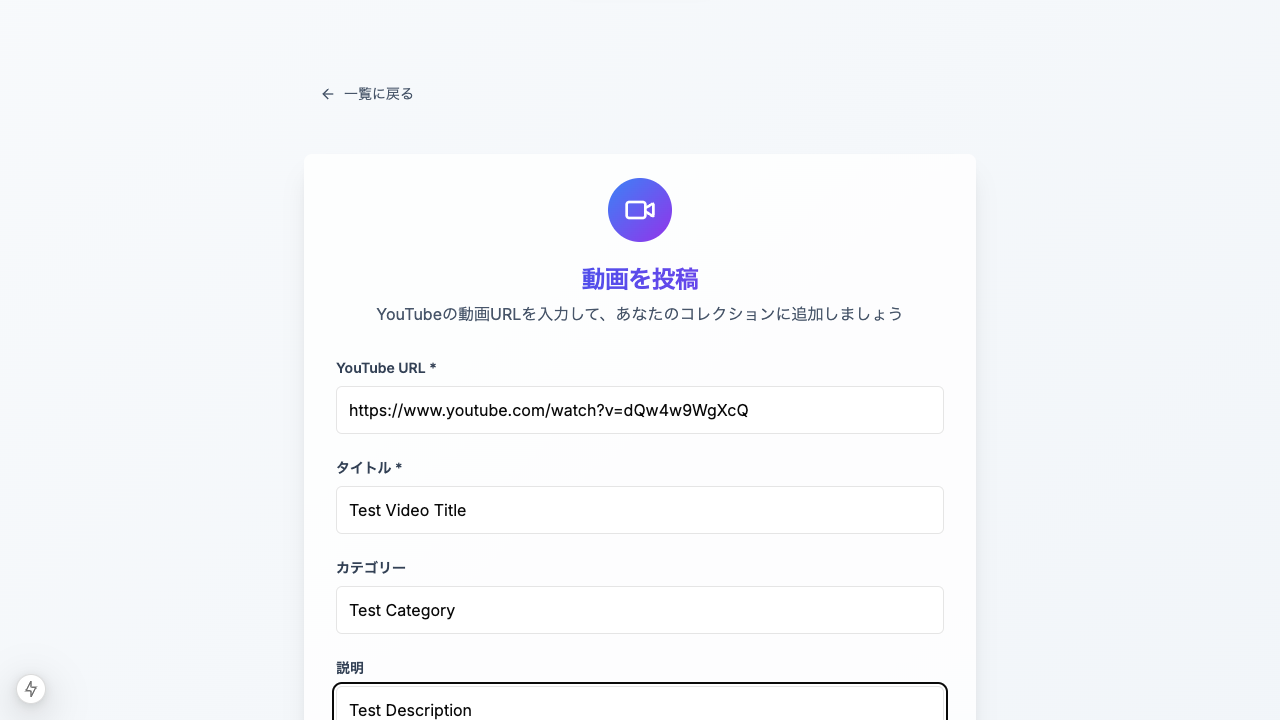 一覧に戻る
動画を投稿
YouTubeの動画URLを入力して、あなたのコレクションに追加しましょう
YouTube URL *
https://www.youtube.com/watch?v=dQw4w9WgXcQ
タイトル *
Test Video Title
カテゴリー
Test Category
説明
Test Description